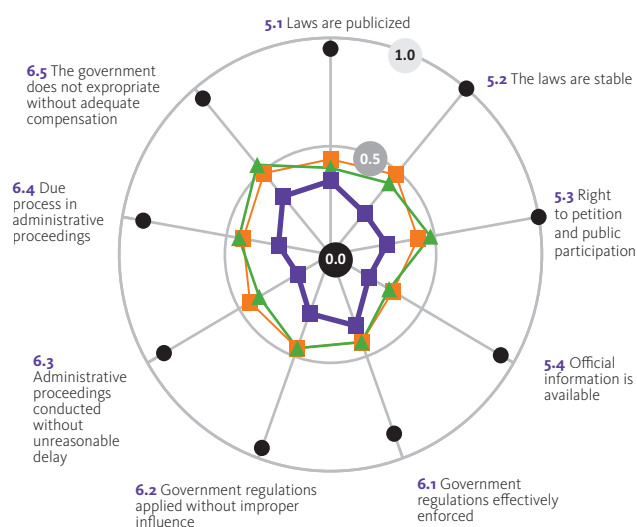 5.1 Laws are publicized
1.0
5.2 The laws are stable
6.5 The government
does not expropriate
without adequate
compensation
0.5
5.3 Right
to petition
and public
participation
6.4 Due
process in
administrative
proceedings
0.0
5.4 Official
information is
available
6.3
Administrative
proceedings
conducted
without
unreasonable
delay
6.1 Government
regulations effectively
enforced
6.2 Government regulations
applied without improper
influence